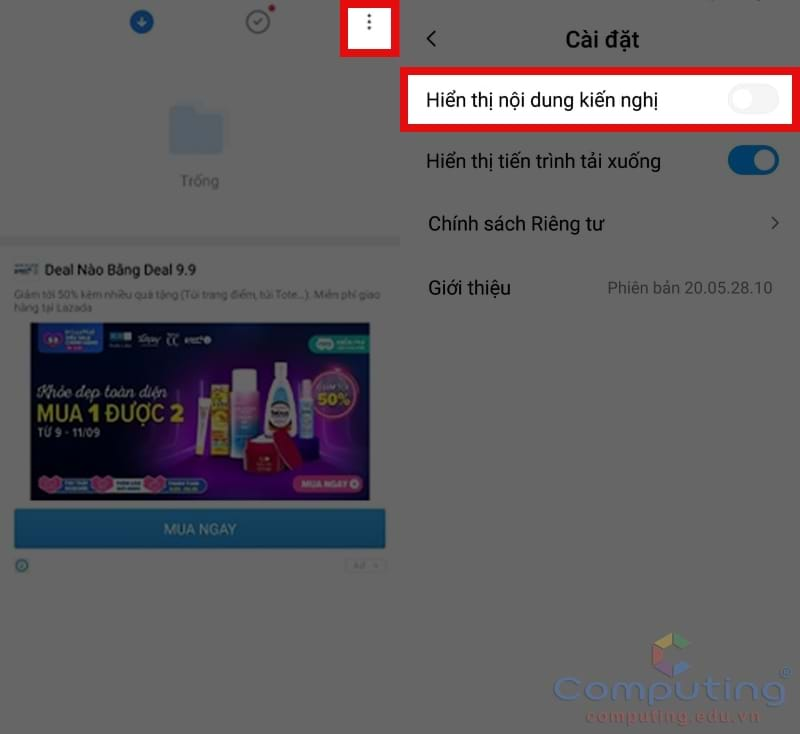 Trống
Deal Nào Bằng Deal 9.9
Giảm tới 50% kèm nhiều quà tặng (Túi trang điểm, túi Tote...). Miễn phí giao
hàng tại Lazada
Khỏe đẹp toàn diện
MUA 1 ĐƯỢC 2
TỪ 9 - 11/09
GIẢM TỚI
50%
MUA NGAY
MUA NGAY
Ad
Cài đặt
Hiển thị nội dung kiến nghị
Hiển thị tiến trình tải xuống
Chính sách Riêng tư
Giới thiệu Phiên bản 20.05.28.10
Computing®
computing.edu.vn